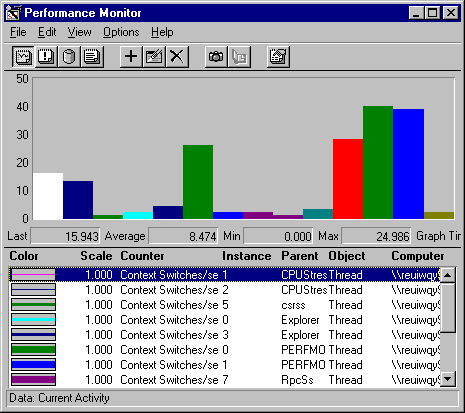 Performance Monitor
File Edit View Options Help
50
40
30
20
10
0
Last 15.943 Average 8.474 Min 0.000 Max 24.986 Graph Tir
Color Scale Counter Instance Parent Object Computer
1.000 Context Switches/se 1 CPUStres Thread \\reuiwqy
1.000 Context Switches/se 2 CPUStres Thread \\reuiwqy
1.000 Context Switches/se 5 csrss Thread \\reuiwqy
1.000 Context Switches/se 0 Explorer Thread \\reuiwqy
1.000 Context Switches/se 3 Explorer Thread \\reuiwqy
1.000 Context Switches/se 0 PERFMO Thread \\reuiwqy
1.000 Context Switches/se 1 PERFMO Thread \\reuiwqy
1.000 Context Switches/se 7 RpcSs Thread \\reuiwqy
Data: Current Activity